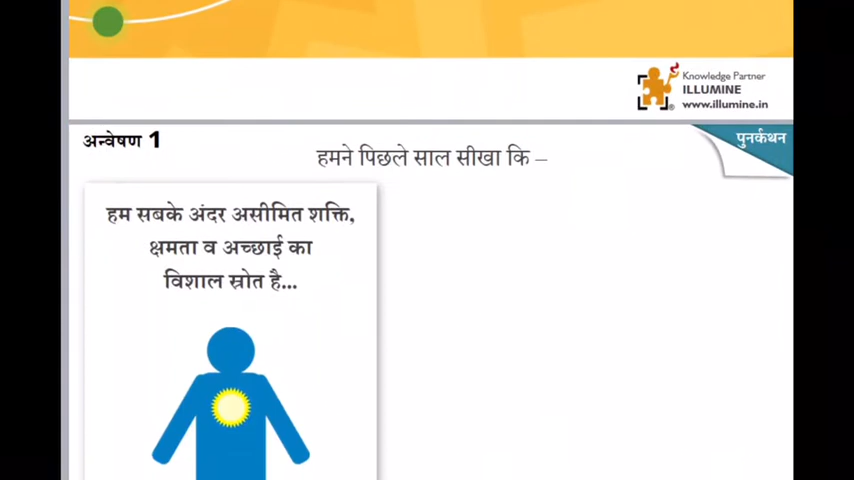 Knowledge Partner
ILLUMINE
www.illumine.in
अन्वेषण 1
पुनर्कथन
हमने पिछले साल सीखा कि –
हम सबके अंदर असीमित शक्ति,
क्षमता व अच्छाई का
विशाल स्रोत है...